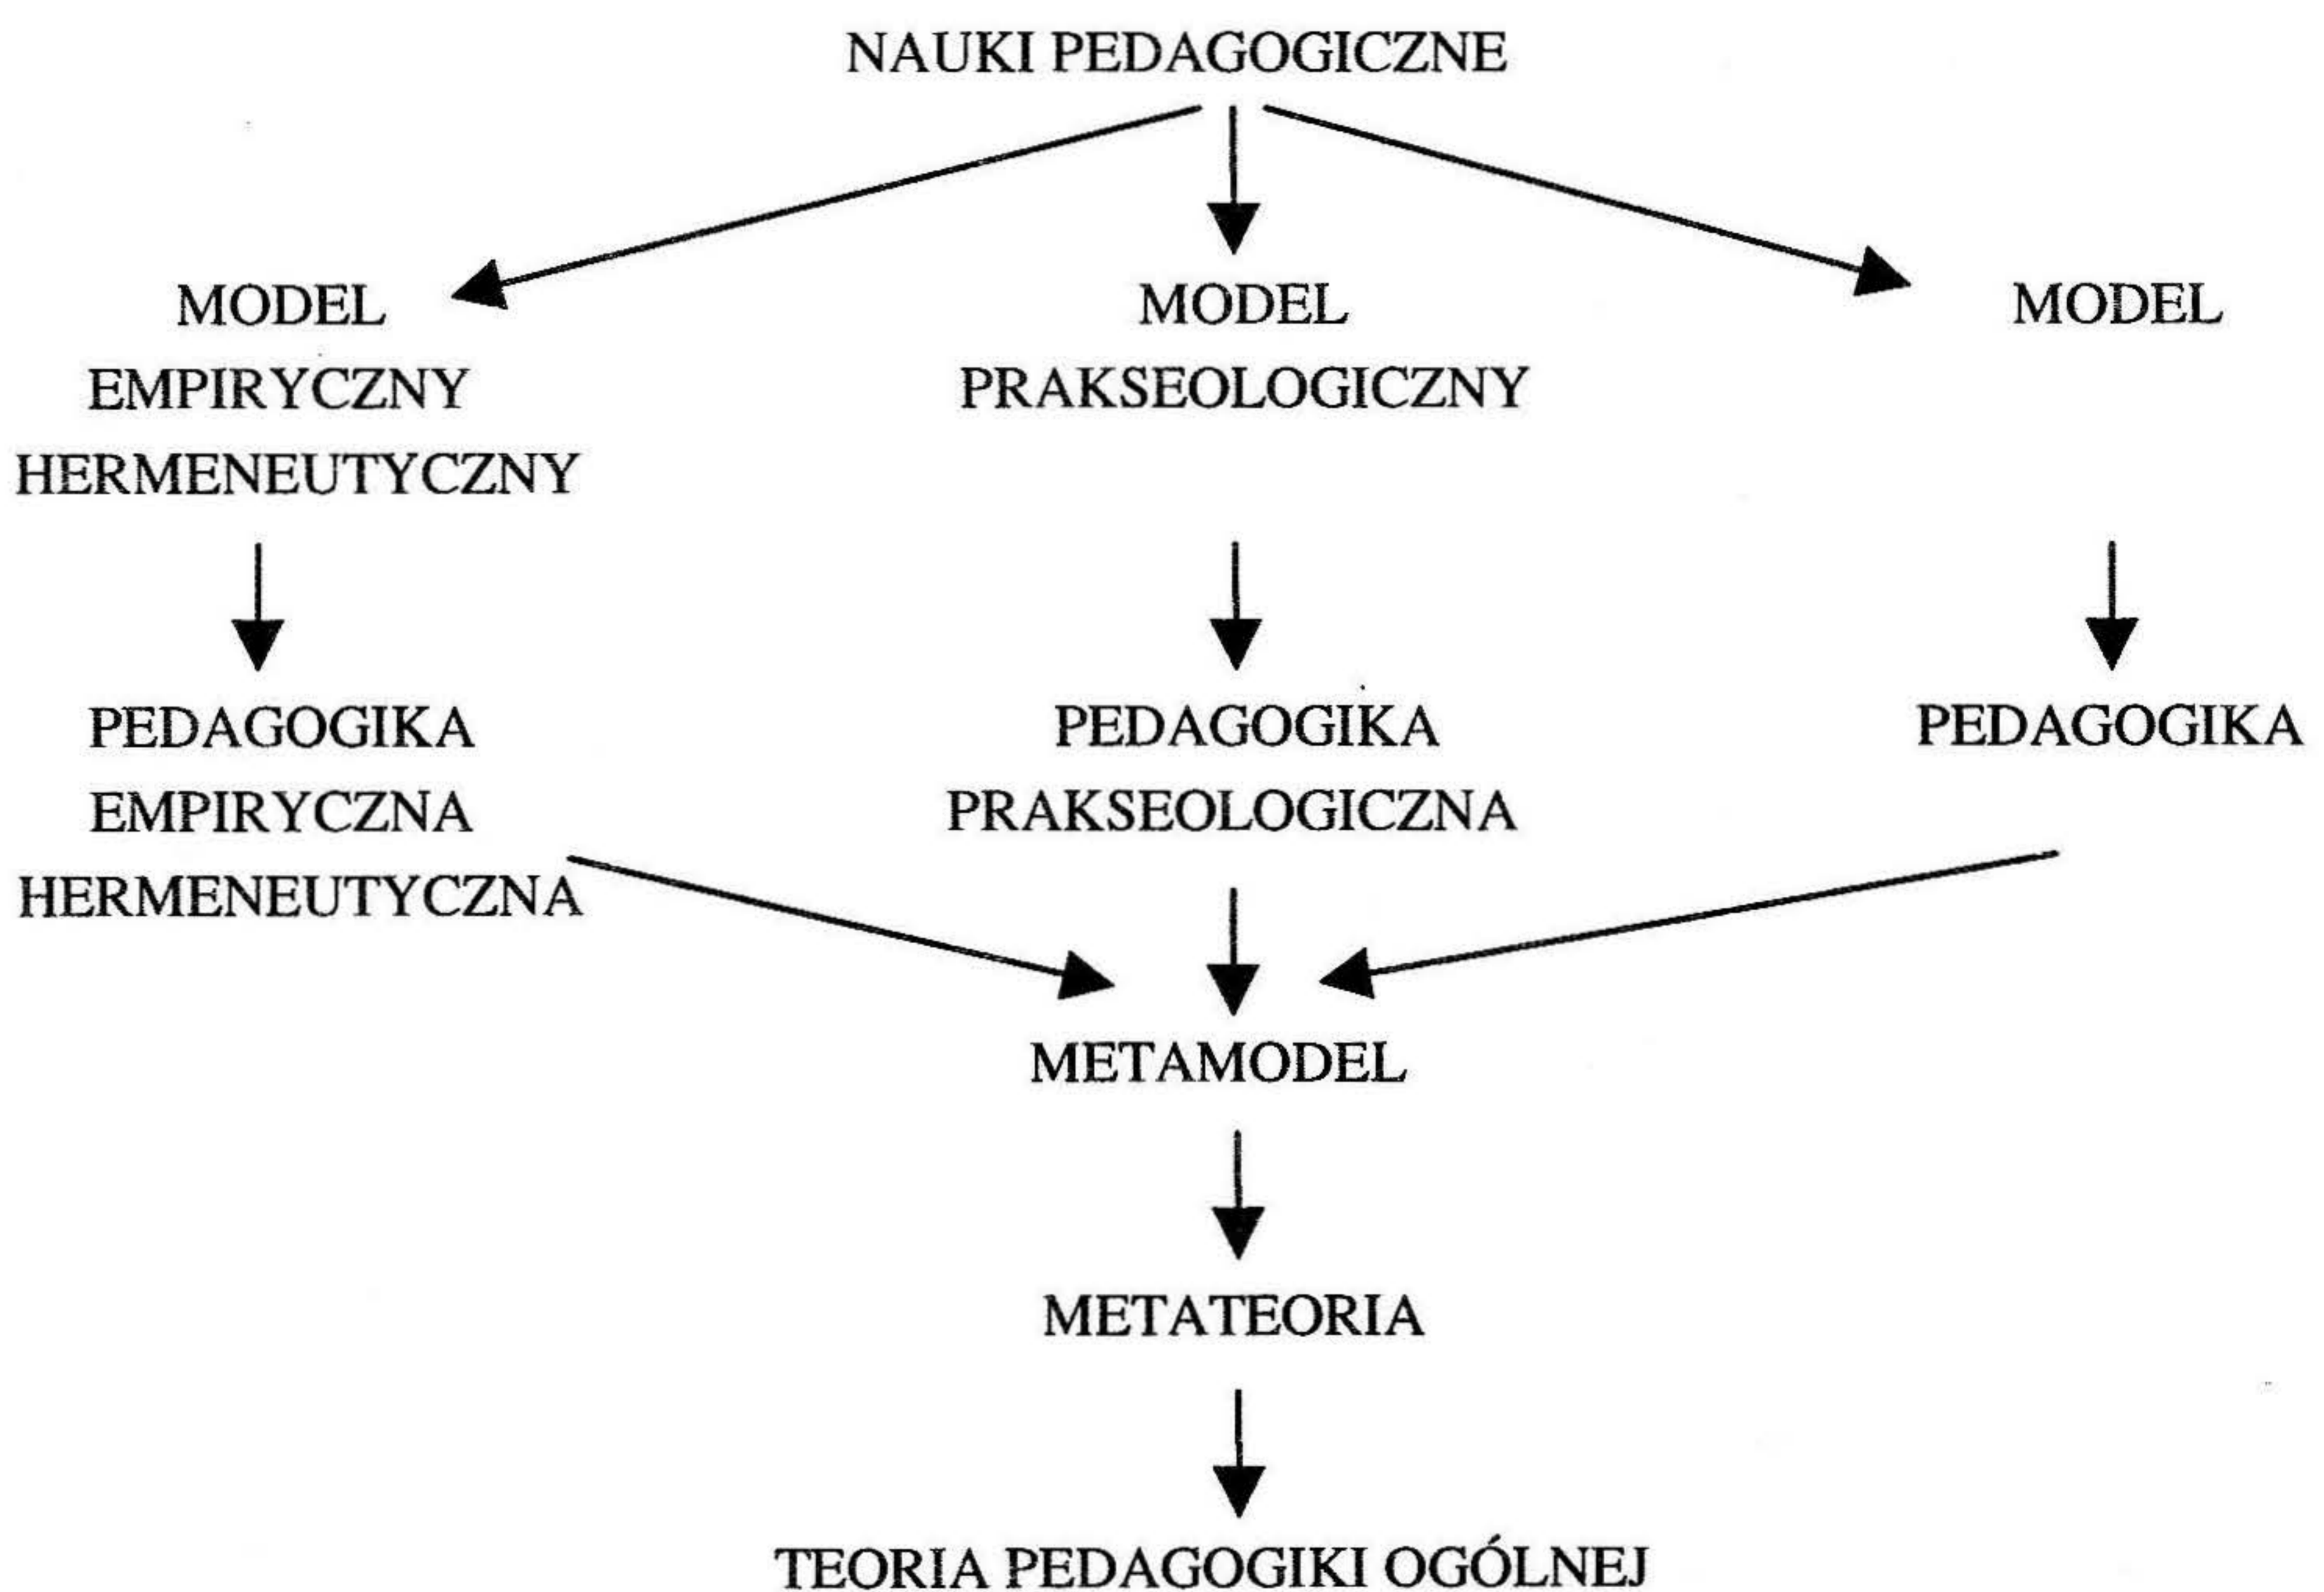 NAUKI PEDAGOGICZNE
MODEL
EMPIRYCZNY
HERMENEUTYCZNY
MODEL
PRAKSEOLOGICZNY
MODEL
PEDAGOGIKA
EMPIRYCZNA
HERMENEUTYCZNA
PEDAGOGIKA
PRAKSEOLOGICZNA
PEDAGOGIKA
METAMODEL
METATEORIA
TEORIA PEDAGOGIKI OGÓLNEJ